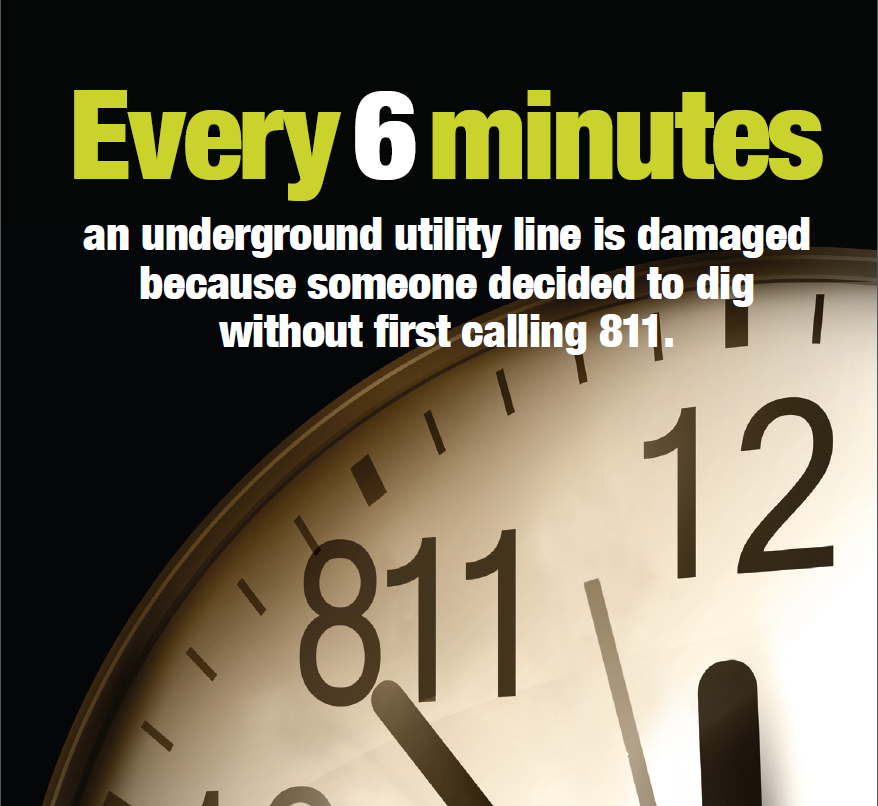 Every 6 minutes
an underground utility line is damaged
because someone decided to dig
without first calling 811.
12
811